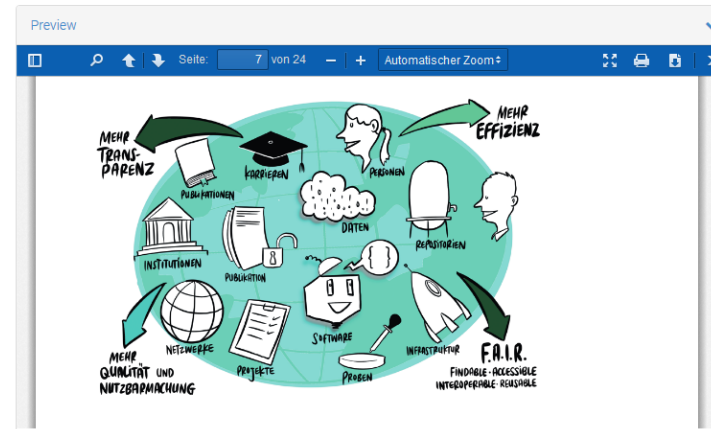 Preview
Seite: 7 von 24 Automatischer Zoom
MEHR
TRANS-
PARENZ
MEHR
EFFIZIENZ
PUBLIKATIONEN
KARRIEREN
PERSONEN
DATEN
REPOSITORIEN
INSTITUTIONEN
PUBLIKATION
{ }
NETZWERKE
PROJEKTE
SOFTWARE
PROBEN
INFRASTRUKTUR
MEHR
QUALITÄT UND
NUTZBARMACHUNG
F.A.I.R.
FINDABLE · ACCESSIBLE
INTEROPERABLE · REUSABLE